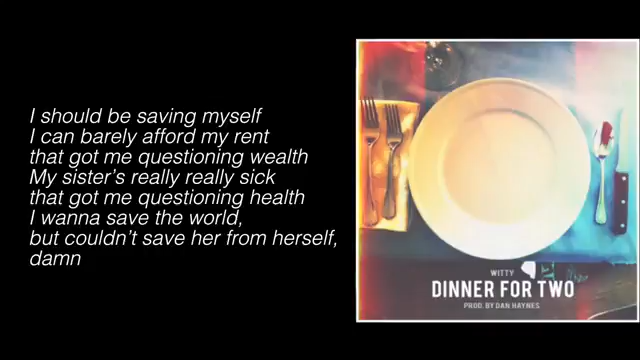 I should be saving myself
I can barely afford my rent
that got me questioning wealth
My sister's really really sick
that got me questioning health
I wanna save the world,
but couldn't save her from herself,
damn
WITTY
DINNER FOR TWO
PROD. BY DAN HAYNES